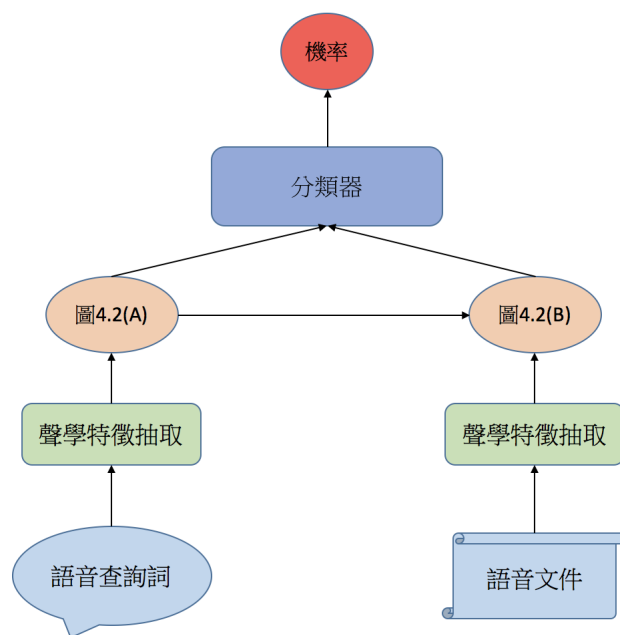 機率
分類器
圖4.2(A)
圖4.2(B)
聲學特徵抽取
聲學特徵抽取
語音查詢詞
語音文件